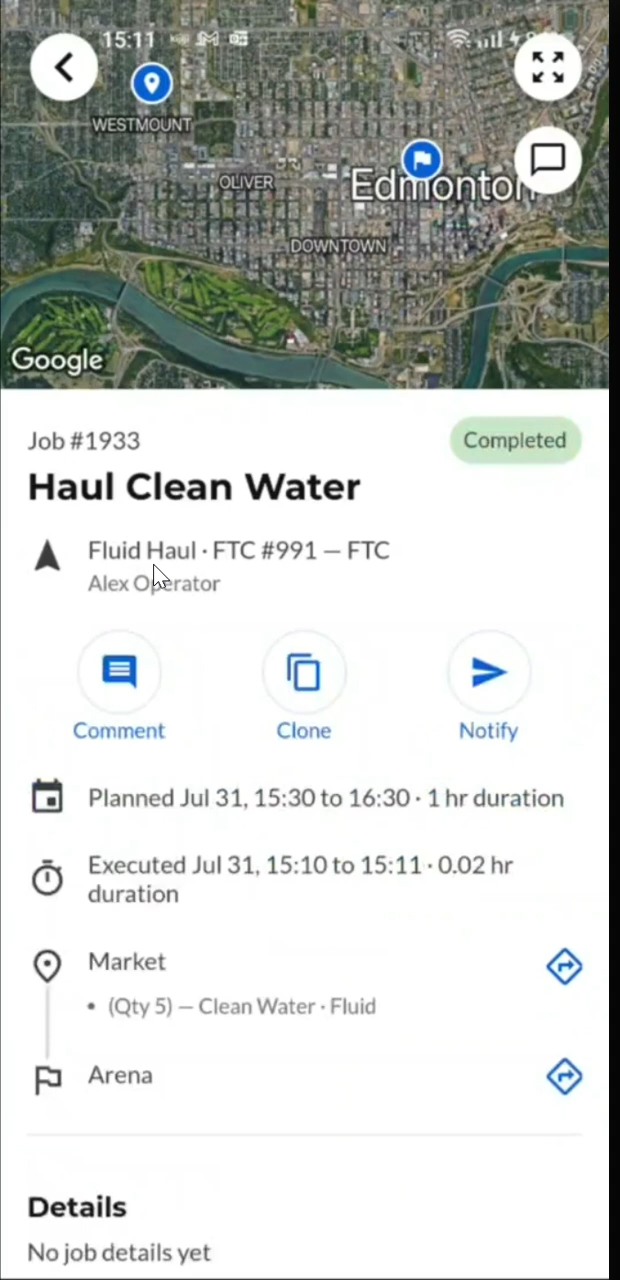 15:11
WESTMOUNT
OLIVER
Edmonton
DOWNTOWN
Google
Job #1933
Completed
Haul Clean Water
Fluid Haul · FTC #991 — FTC
Alex Operator
Comment
Clone
Notify
Planned Jul 31, 15:30 to 16:30 · 1 hr duration
Executed Jul 31, 15:10 to 15:11 · 0.02 hr
duration
Market
• (Qty 5) — Clean Water · Fluid
Arena
Details
No job details yet